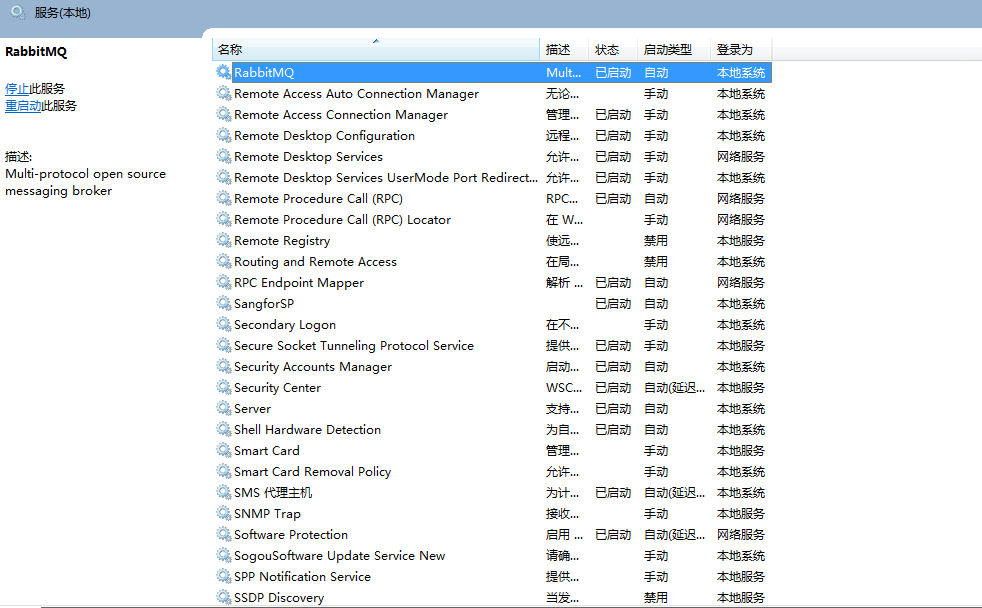 服务(本地)
RabbitMQ
停止此服务
重启动此服务
描述:
Multi-protocol open source
messaging broker
名称 描述 状态 启动类型 登录为
RabbitMQ Mult... 已启动 自动 本地系统
Remote Access Auto Connection Manager 无论... 手动 本地系统
Remote Access Connection Manager 管理... 已启动 手动 本地系统
Remote Desktop Configuration 远程... 已启动 手动 本地系统
Remote Desktop Services 允许... 已启动 手动 网络服务
Remote Desktop Services UserMode Port Redirect... 允许... 已启动 手动 本地系统
Remote Procedure Call (RPC) RPC... 已启动 自动 网络服务
Remote Procedure Call (RPC) Locator 在 W... 手动 网络服务
Remote Registry 使远... 禁用 本地服务
Routing and Remote Access 在局... 禁用 本地系统
RPC Endpoint Mapper 解析 ... 已启动 自动 网络服务
SangforSP 已启动 自动 本地系统
Secondary Logon 在不... 手动 本地系统
Secure Socket Tunneling Protocol Service 提供... 已启动 手动 本地服务
Security Accounts Manager 启动... 已启动 自动 本地系统
Security Center WSC... 已启动 自动(延迟... 本地服务
Server 支持... 已启动 自动 本地系统
Shell Hardware Detection 为自... 已启动 自动 本地系统
Smart Card 管理... 手动 本地服务
Smart Card Removal Policy 允许... 手动 本地系统
SMS 代理主机 为计... 已启动 自动(延迟... 本地系统
SNMP Trap 接收... 手动 本地服务
Software Protection 启用 ... 已启动 自动(延迟... 网络服务
SogouSoftware Update Service New 请确... 手动 本地系统
SPP Notification Service 提供... 手动 本地服务
SSDP Discovery 当发... 禁用 本地服务